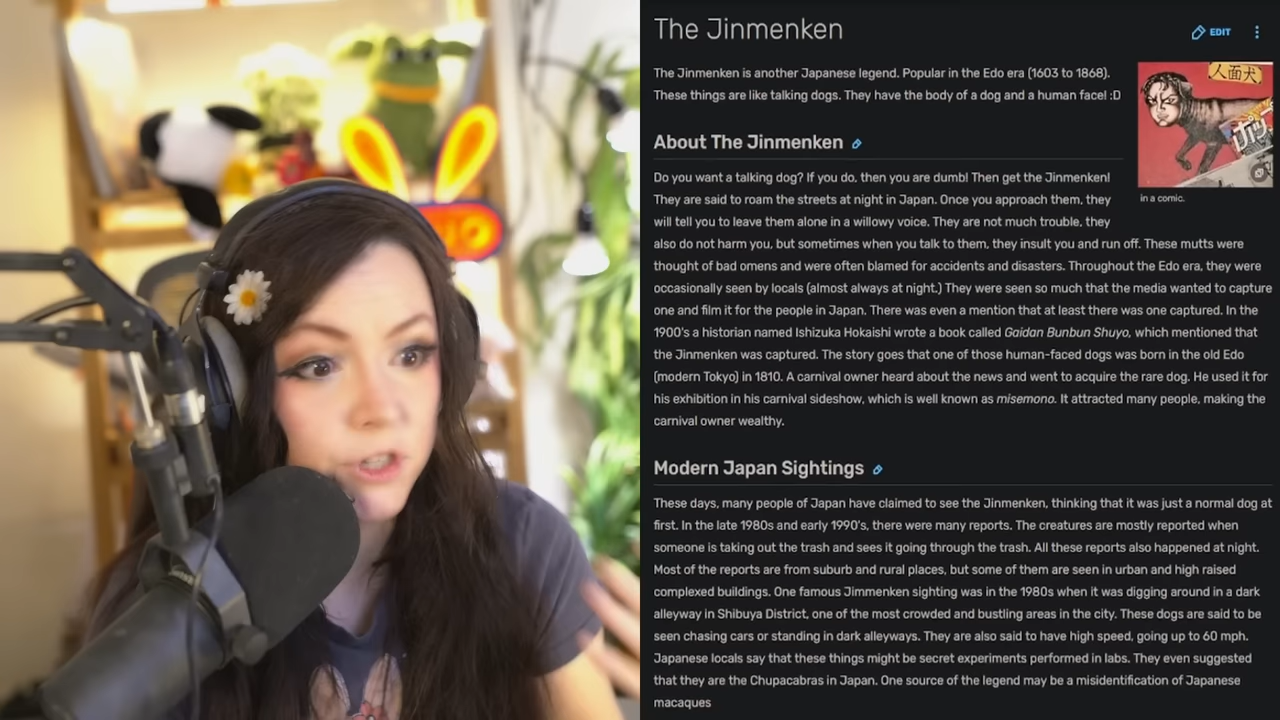 The Jinmenken
EDIT
The Jinmenken is another Japanese legend. Popular in the Edo era (1603 to 1868).
These things are like talking dogs. They have the body of a dog and a human face! :D
人面犬
in a comic.
About The Jinmenken
Do you want a talking dog? If you do, then you are dumb! Then get the Jinmenken!
They are said to roam the streets at night in Japan. Once you approach them, they
will tell you to leave them alone in a willowy voice. They are not much trouble, they
also do not harm you, but sometimes when you talk to them, they insult you and run off. These mutts were
thought of bad omens and were often blamed for accidents and disasters. Throughout the Edo era, they were
occasionally seen by locals (almost always at night.) They were seen so much that the media wanted to capture
one and film it for the people in Japan. There was even a mention that at least there was one captured. In the
1900's a historian named Ishizuka Hokaishi wrote a book called Gaidan Bunbun Shuyo, which mentioned that
the Jinmenken was captured. The story goes that one of those human-faced dogs was born in the old Edo
(modern Tokyo) in 1810. A carnival owner heard about the news and went to acquire the rare dog. He used it for
his exhibition in his carnival sideshow, which is well known as misemono. It attracted many people, making the
carnival owner wealthy.
Modern Japan Sightings
These days, many people of Japan have claimed to see the Jinmenken, thinking that it was just a normal dog at
first. In the late 1980s and early 1990's, there were many reports. The creatures are mostly reported when
someone is taking out the trash and sees it going through the trash. All these reports also happened at night.
Most of the reports are from suburb and rural places, but some of them are seen in urban and high raised
complexed buildings. One famous Jimmenken sighting was in the 1980s when it was digging around in a dark
alleyway in Shibuya District, one of the most crowded and bustling areas in the city. These dogs are said to be
seen chasing cars or standing in dark alleyways. They are also said to have high speed, going up to 60 mph.
Japanese locals say that these things might be secret experiments performed in labs. They even suggested
that they are the Chupacabras in Japan. One source of the legend may be a misidentification of Japanese
macaques